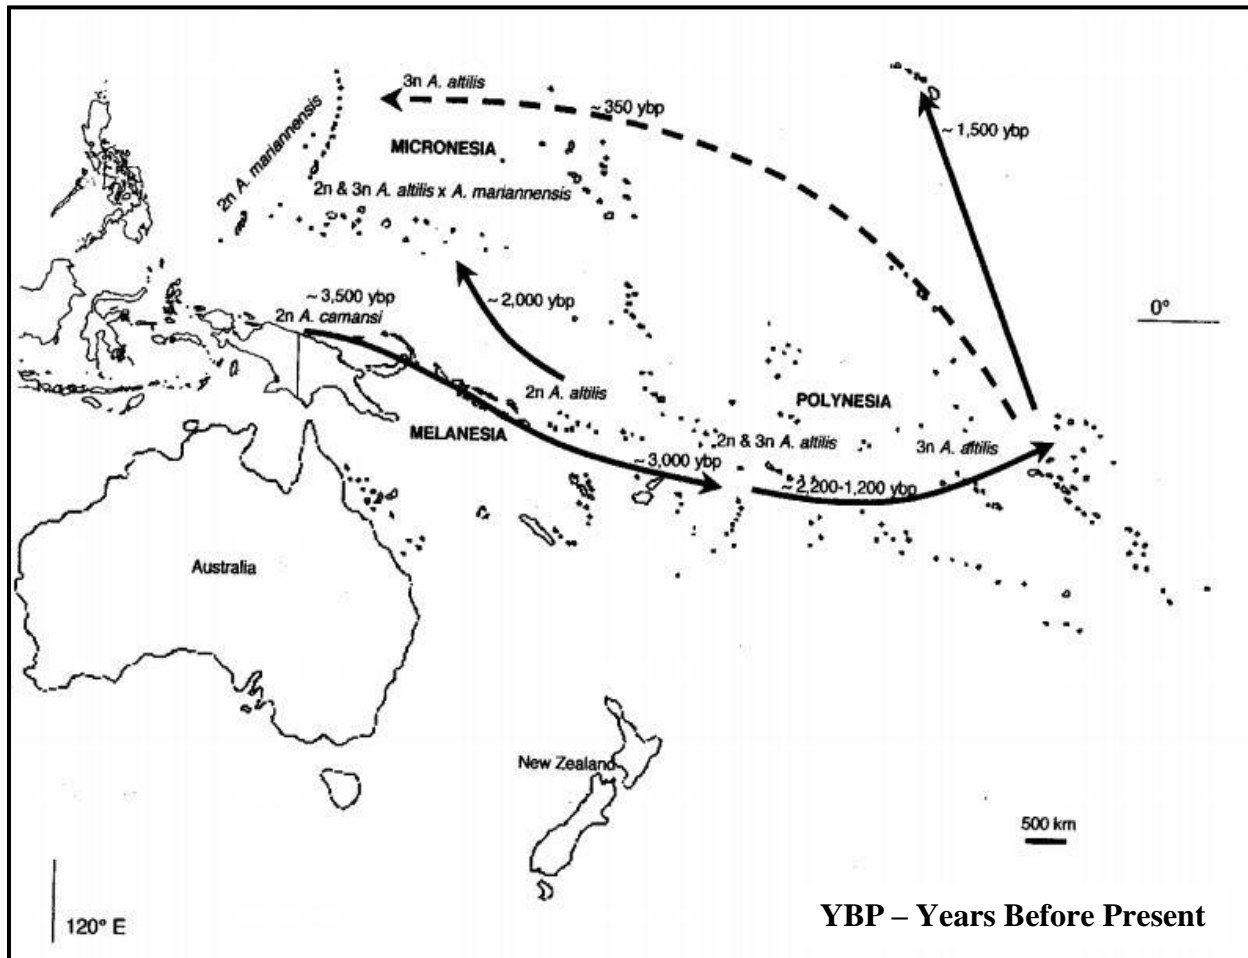 3n A. altilis
~ 350 ybp
~ 1,500 ybp
2n A. mariannensis
MICRONESIA
2n & 3n A. altilis x A. mariannensis
~ 3,500 ybp
2n A. camansi
~ 2,000 ybp
0°
2n A. altilis
POLYNESIA
MELANESIA
2n & 3n A. altilis
3n A. altilis
~ 3,000 ybp
~ 2,200-1,200 ybp
Australia
New Zealand
500 km
120° E
YBP – Years Before Present